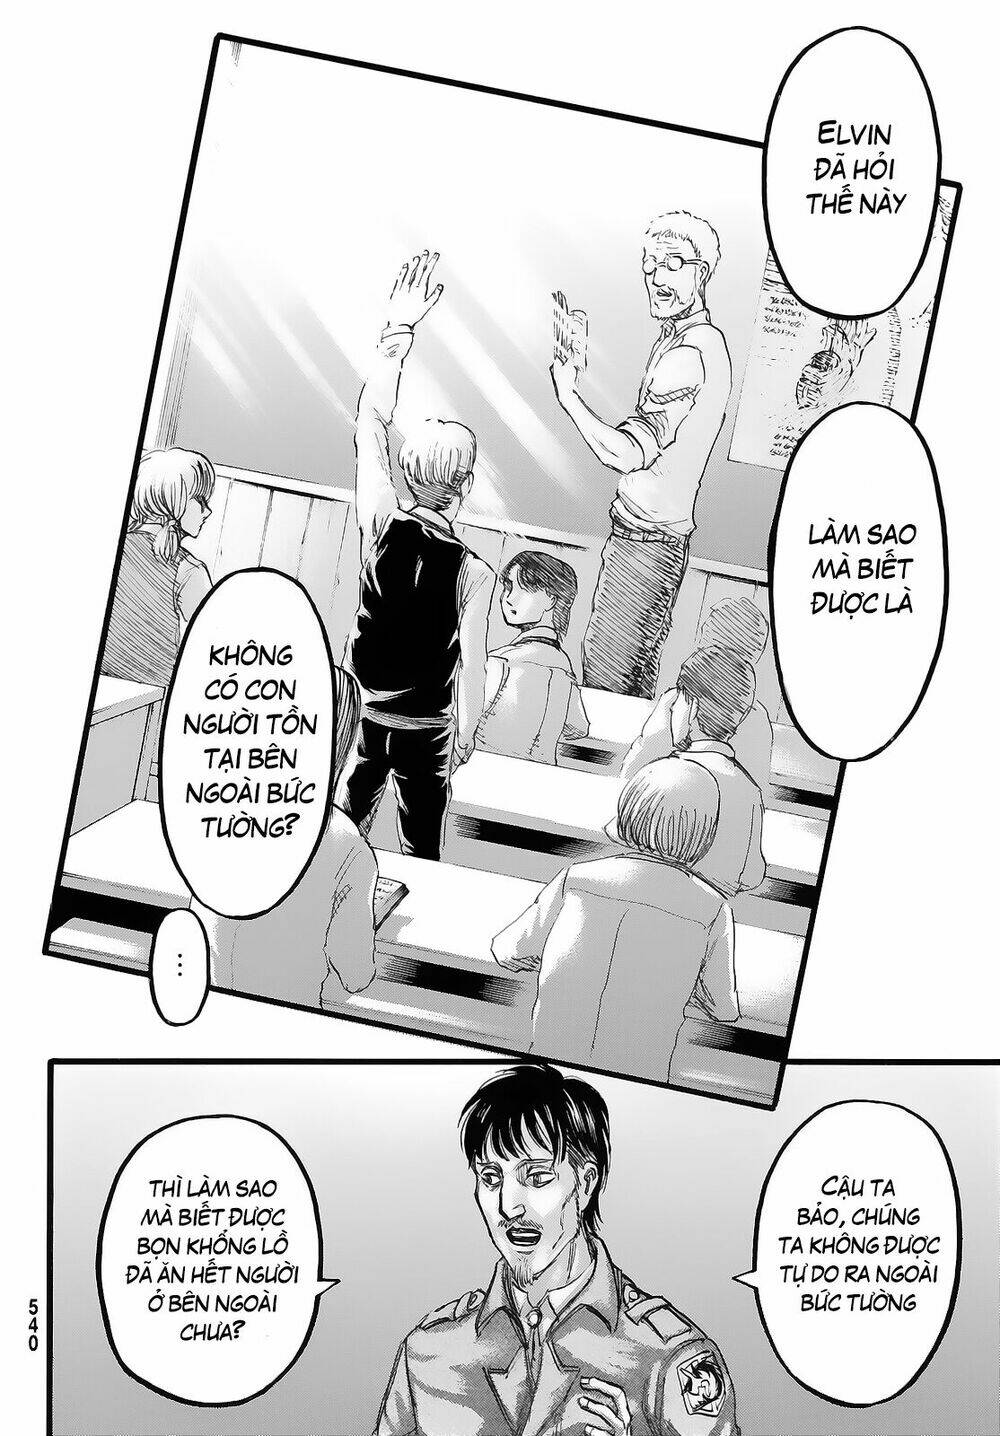 ELVIN
ĐÃ HỎI
THẾ NÀY
LÀM SAO
MÀ BIẾT
ĐƯỢC LÀ
KHÔNG
CÓ CON
NGƯỜI TỒN
TẠI BÊN
NGOÀI BỨC
TƯỜNG?
...
CẬU TA
BẢO, CHÚNG
TA KHÔNG ĐƯỢC
TỰ DO RA NGOÀI
BỨC TƯỜNG
THÌ LÀM SAO
MÀ BIẾT ĐƯỢC
BỌN KHỔNG LỒ
ĐÃ ĂN HẾT NGƯỜI
Ở BÊN NGOÀI
CHƯA?
540